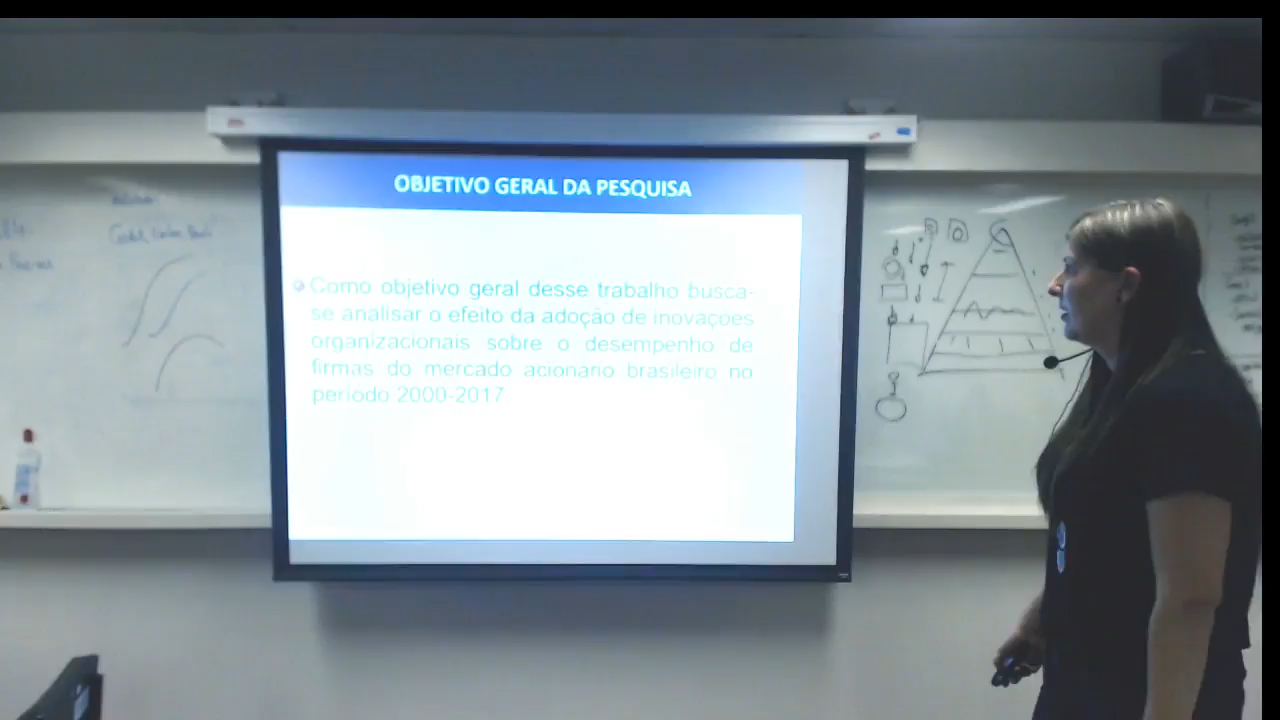 OBJETIVO GERAL DA PESQUISA
Como objetivo geral desse trabalho busca-
se analisar o efeito da adoção de inovações
organizacionais sobre o desempenho de
firmas do mercado acionário brasileiro no
período 2000-2017